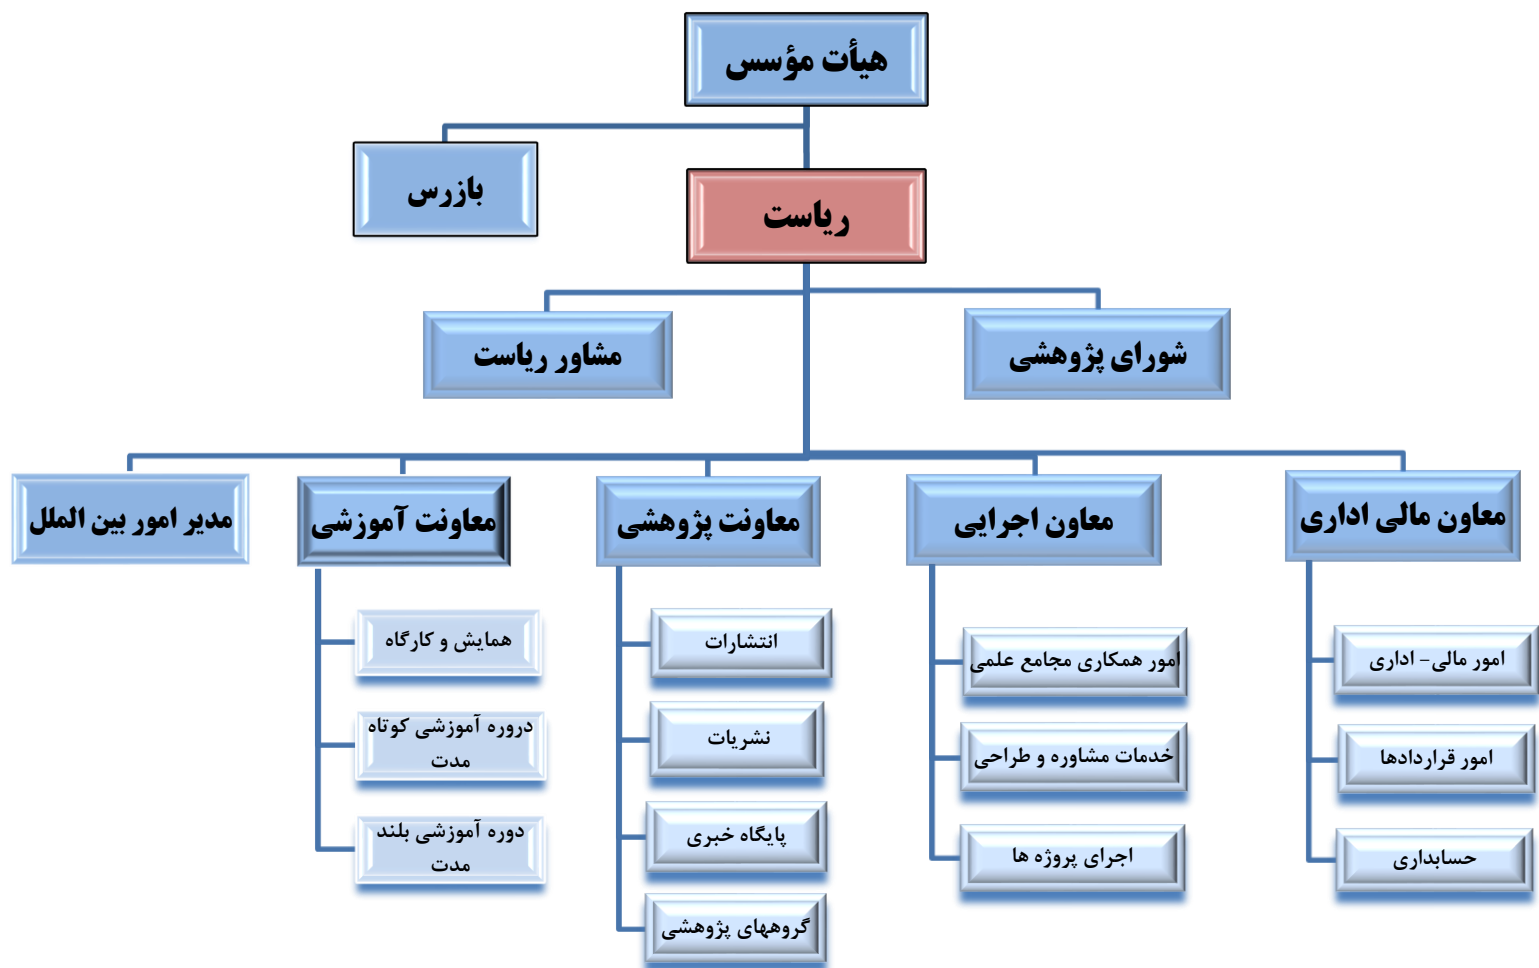 هیأت مؤسس
بازرس
ریاست
شورای پژوهشی
مشاور ریاست
معاون مالی اداری
معاون اجرایی
معاونت پژوهشی
معاونت آموزشی
مدیر امور بین الملل
امور مالی- اداری
امور قراردادها
حسابداری
امور همکاری مجامع علمی
خدمات مشاوره و طراحی
اجرای پروژه ها
انتشارات
نشریات
پایگاه خبری
گروههای پژوهشی
همایش و کارگاه
دروره آموزشی کوتاه
مدت
دوره آموزشی بلند
مدت